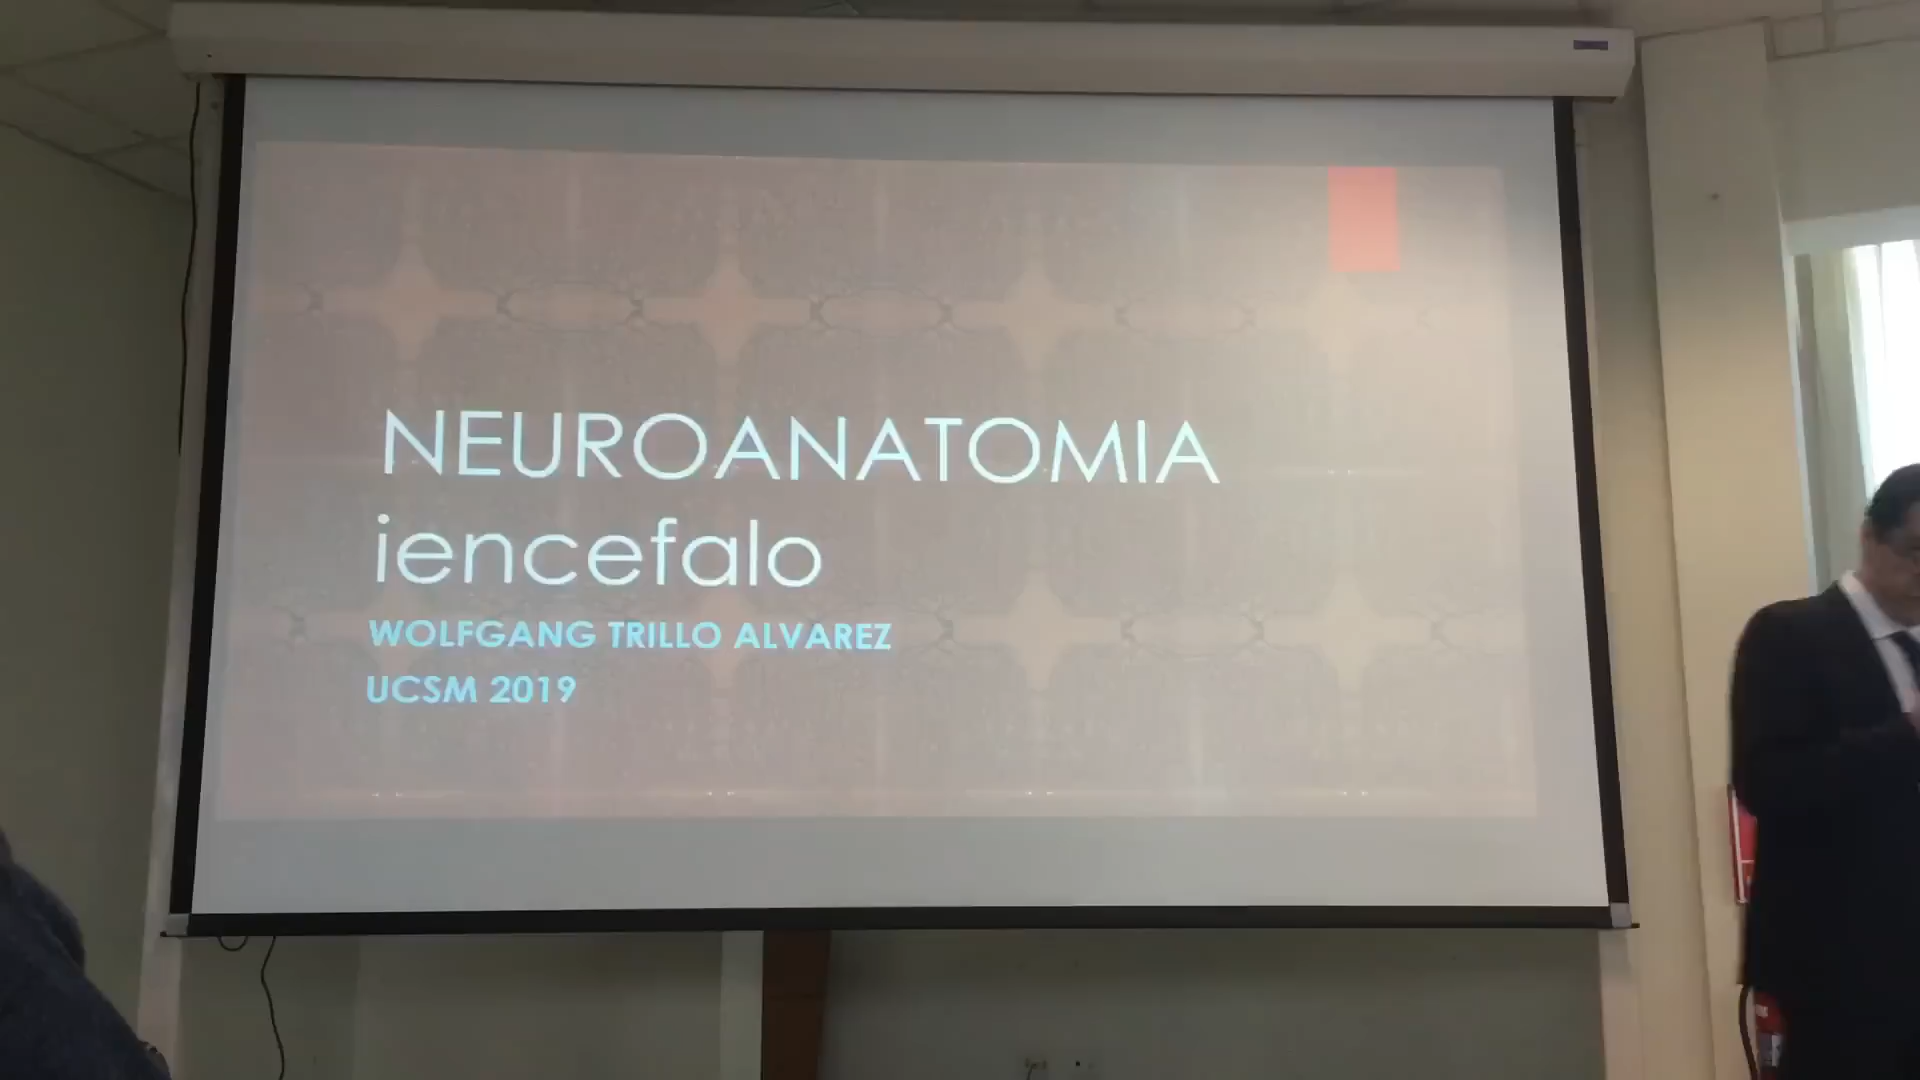 NEUROANATOMIA
iencefalo
WOLFGANG TRILLO ALVAREZ
UCSM 2019